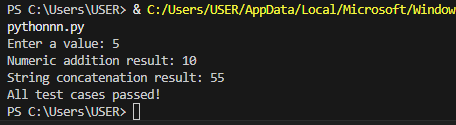 PS C:\Users\USER> & C:/Users/USER/AppData/Local/Microsoft/Window
pythonnn.py
Enter a value: 5
Numeric addition result: 10
String concatenation result: 55
All test cases passed!
PS C:\Users\USER>